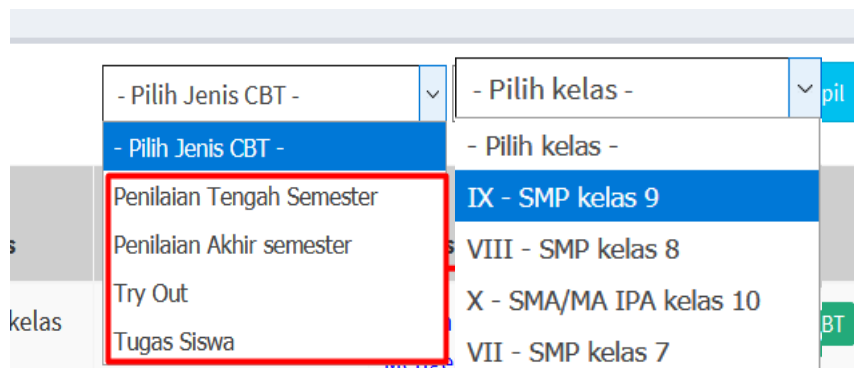 - Pilih Jenis CBT -
- Pilih kelas -
pil
- Pilih Jenis CBT -
- Pilih kelas -
Penilaian Tengah Semester
IX - SMP kelas 9
Penilaian Akhir semester
VIII - SMP kelas 8
Try Out
X - SMA/MA IPA kelas 10
kelas
BT
Tugas Siswa
VII - SMP kelas 7